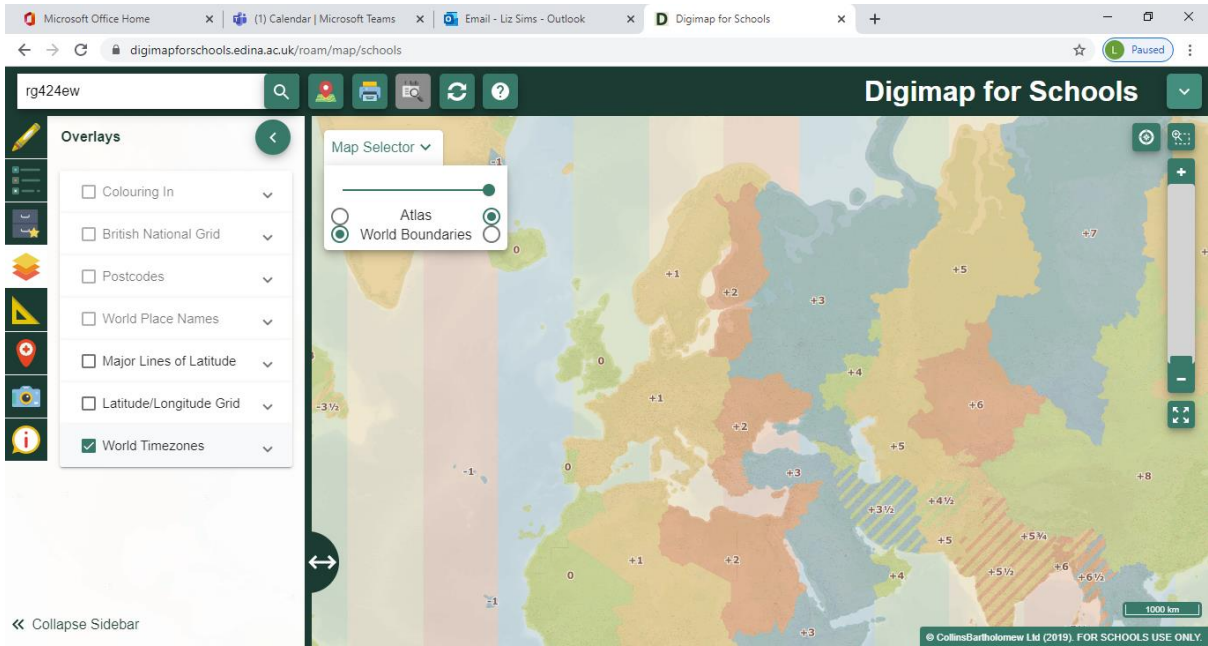 Microsoft Office Home
(1) Calendar | Microsoft Teams
Email - Liz Sims - Outlook
D Digimap for Schools
digimapforschools.edina.ac.uk/roam/map/schools
L Paused
rg424ew
Digimap for Schools
Overlays
Colouring In
British National Grid
Postcodes
World Place Names
Major Lines of Latitude
Latitude/Longitude Grid
World Timezones
Collapse Sidebar
Map Selector
Atlas
World Boundaries
-1
0
+1
+2
+3
+5
+7
0
+4
-3½
+1
+2
+6
+5
-1
0
+3
+8
+3½
+4½
+5
+5¾
+1
+2
0
+4
+5½
+6
+6½
-1
+3
1000 km
© CollinsBartholomew Ltd (2019). FOR SCHOOLS USE ONLY.